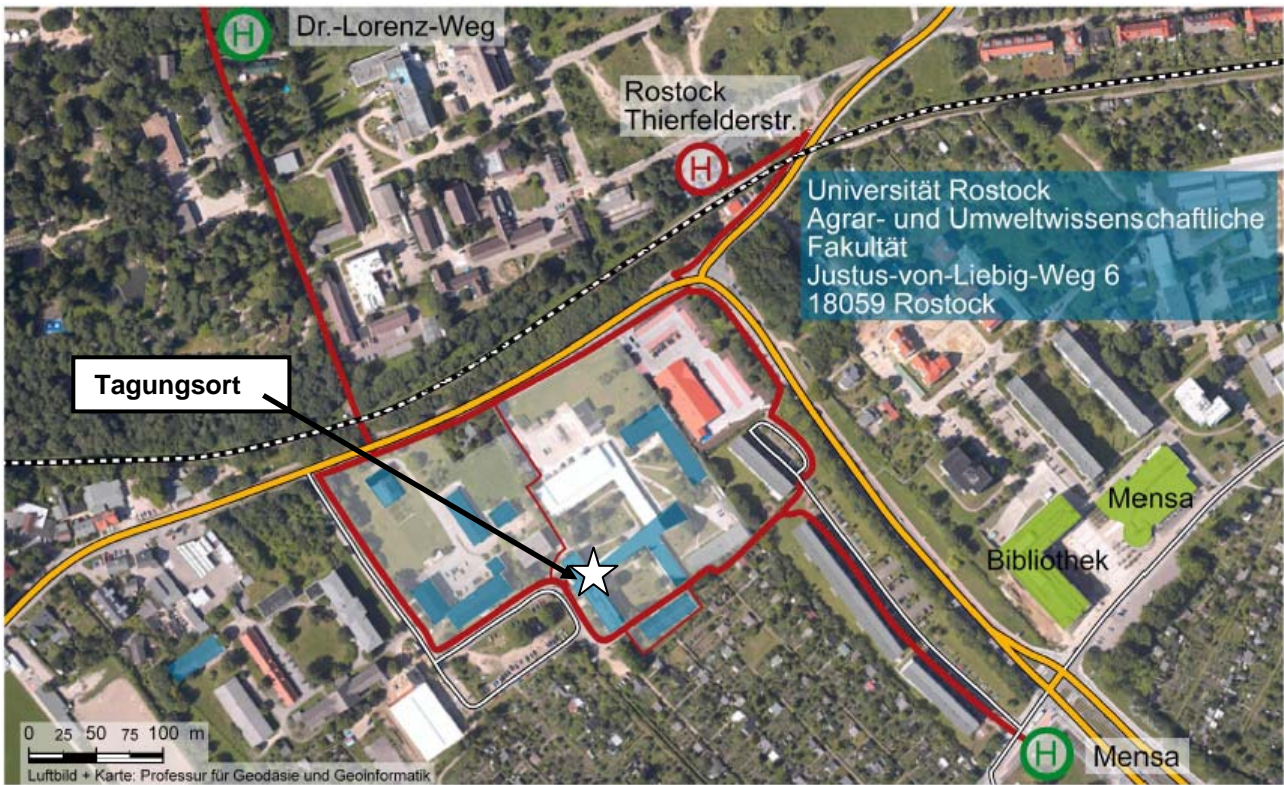 H
Dr.-Lorenz-Weg
Rostock
Thierfelderstr.
H
Universität Rostock
Agrar- und Umweltwissenschaftliche
Fakultät
Justus-von-Liebig-Weg 6
18059 Rostock
Tagungsort
Mensa
Bibliothek
H
Mensa
0 25 50 75 100 m
Luftbild + Karte: Professur für Geodäsie und Geoinformatik